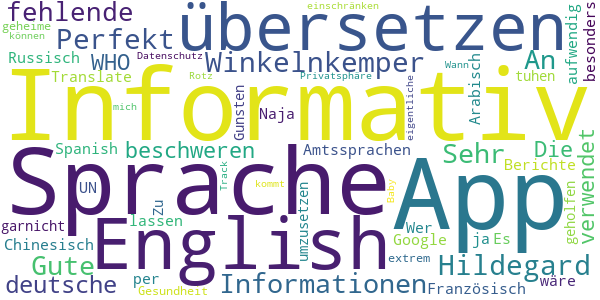 fehlende
geheime
können
einschränken
übersetzen
Perfekt
WHO
Datenschutz
Winkelnkemper
An
aufwendig
besonders
Russisch
Translate
Rotz
Privatsphäre
Wann
tuhen
Arabisch
Informativ
mich
Gunsten
Naja
eigentliche
Spanish
beschweren
Amtssprachen
Sehr
Die
verwendet
Sprache
App
UN
Track
kommt
Baby
Berichte
geholfen
Zu
umzusetzen
garnicht
English
lassen
Wer
Chinesisch
Google
ja
Es
Gute
extrem
Hildegard
deutsche
per
Gesundheit
Informationen
Französisch
wäre